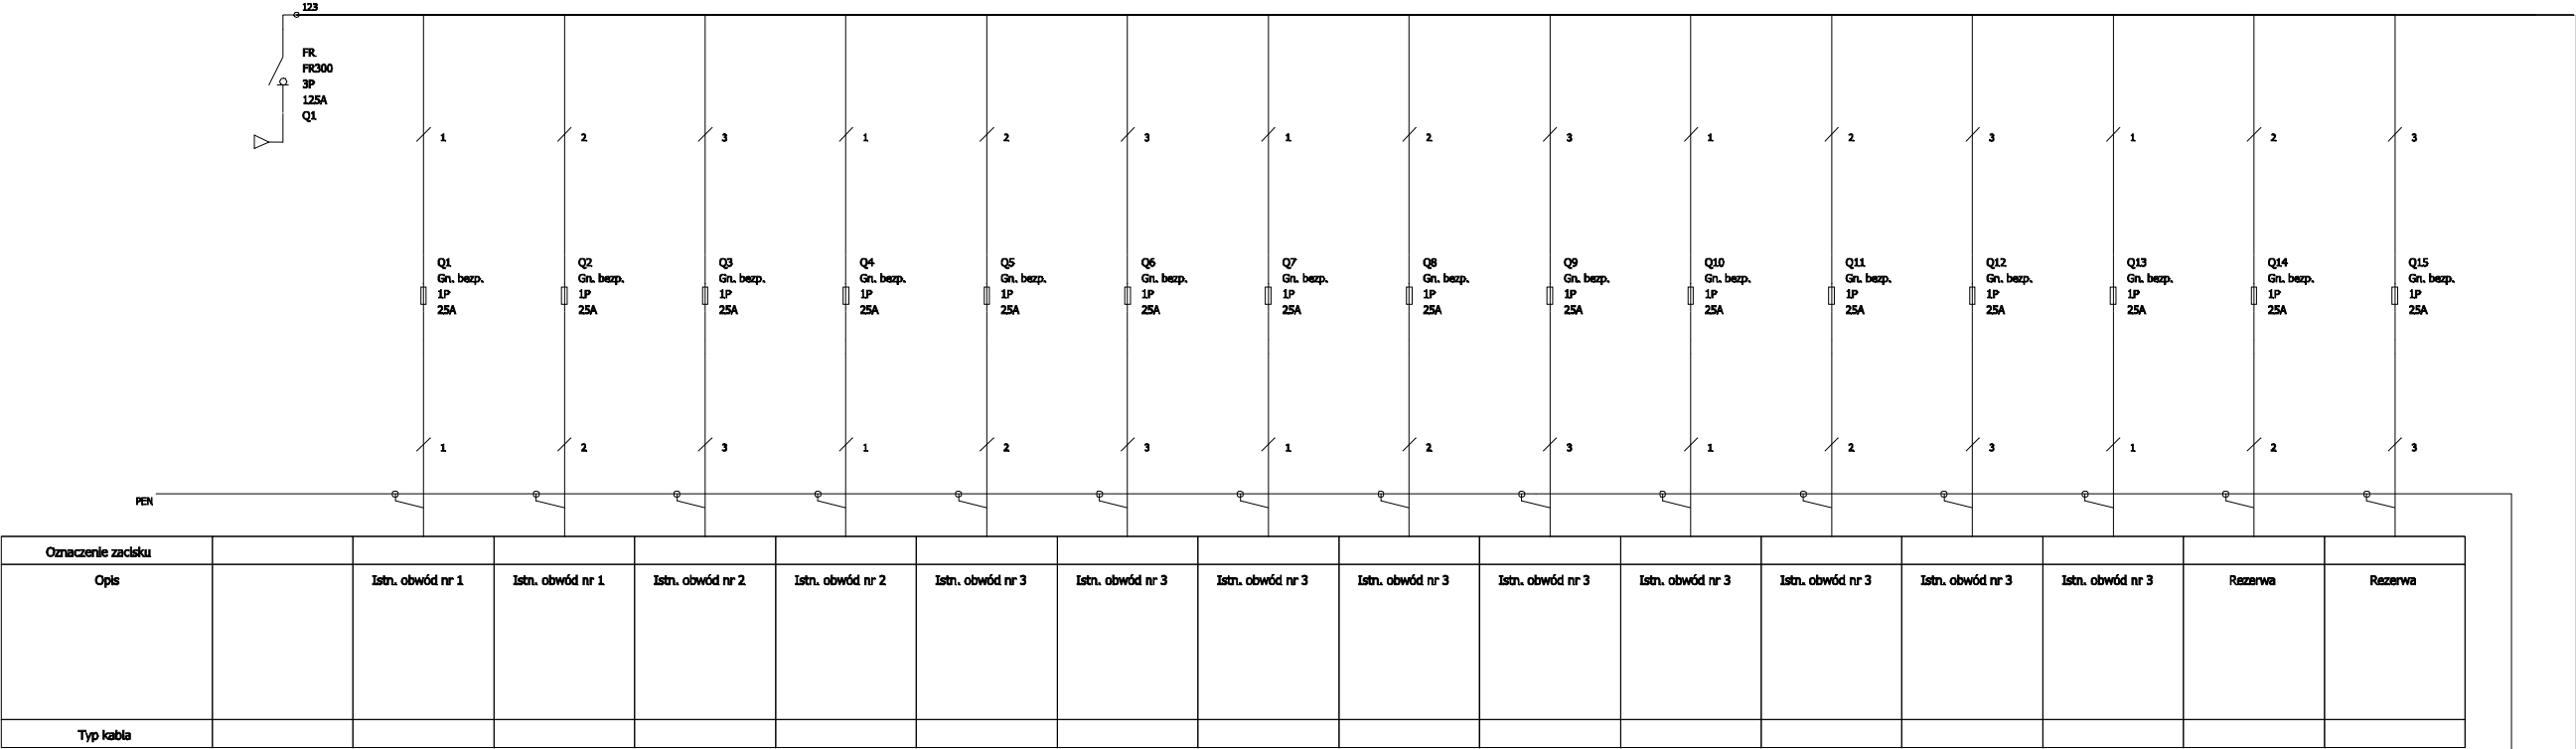 123
FR
FR300
3P
125A
Q1
1 2 3 1 2 3 1 2 3 1 2 3 1 2 3
Q1 Q2 Q3 Q4 Q5 Q6 Q7 Q8 Q9 Q10 Q11 Q12 Q13 Q14 Q15
Gn. bezp. Gn. bezp. Gn. bezp. Gn. bezp. Gn. bezp. Gn. bezp. Gn. bezp. Gn. bezp. Gn. bezp. Gn. bezp. Gn. bezp. Gn. bezp. Gn. bezp. Gn. bezp. Gn. bezp.
1P 1P 1P 1P 1P 1P 1P 1P 1P 1P 1P 1P 1P 1P 1P
25A 25A 25A 25A 25A 25A 25A 25A 25A 25A 25A 25A 25A 25A 25A
1 2 3 1 2 3 1 2 3 1 2 3 1 2 3
PEN
Oznaczenie zacisku
Opis Istn. obwód nr 1 Istn. obwód nr 1 Istn. obwód nr 2 Istn. obwód nr 2 Istn. obwód nr 3 Istn. obwód nr 3 Istn. obwód nr 3 Istn. obwód nr 3 Istn. obwód nr 3 Istn. obwód nr 3 Istn. obwód nr 3 Istn. obwód nr 3 Istn. obwód nr 3 Rezerwa Rezerwa
Typ kabla